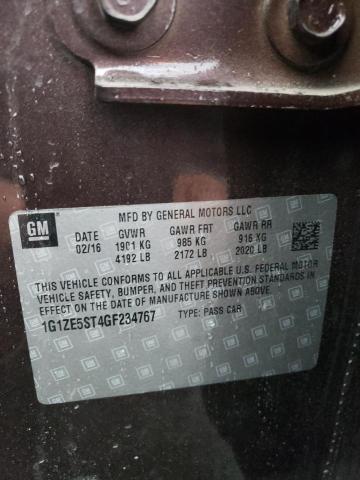 GM
MFD BY GENERAL MOTORS LLC
DATE GVWR GAWR FRT GAWR RR
02/16 1901 KG 985 KG 916 KG
4192 LB 2172 LB 2020 LB
THIS VEHICLE CONFORMS TO ALL APPLICABLE U.S. FEDERAL MOTOR
VEHICLE SAFETY, BUMPER, AND THEFT PREVENTION STANDARDS IN
EFFECT ON THE DATE OF MANUFACTURE SHOWN ABOVE.
1G1ZE5ST4GF234767 TYPE: PASS CAR